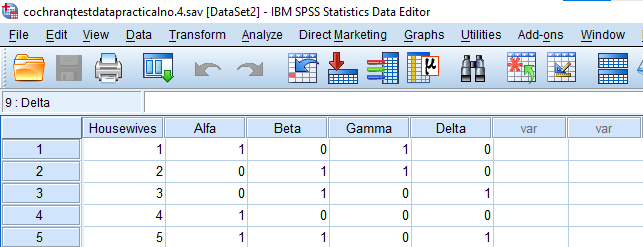 cochranqtestdatapracticalno.4.sav [DataSet2] - IBM SPSS Statistics Data Editor
File Edit View Data Transform Analyze Direct Marketing Graphs Utilities Add-ons Window
9 : Delta
Housewives Alfa Beta Gamma Delta var var
1 1 1 0 1 0
2 2 0 1 1 0
3 3 0 1 0 1
4 4 1 0 0 0
5 5 1 1 0 1